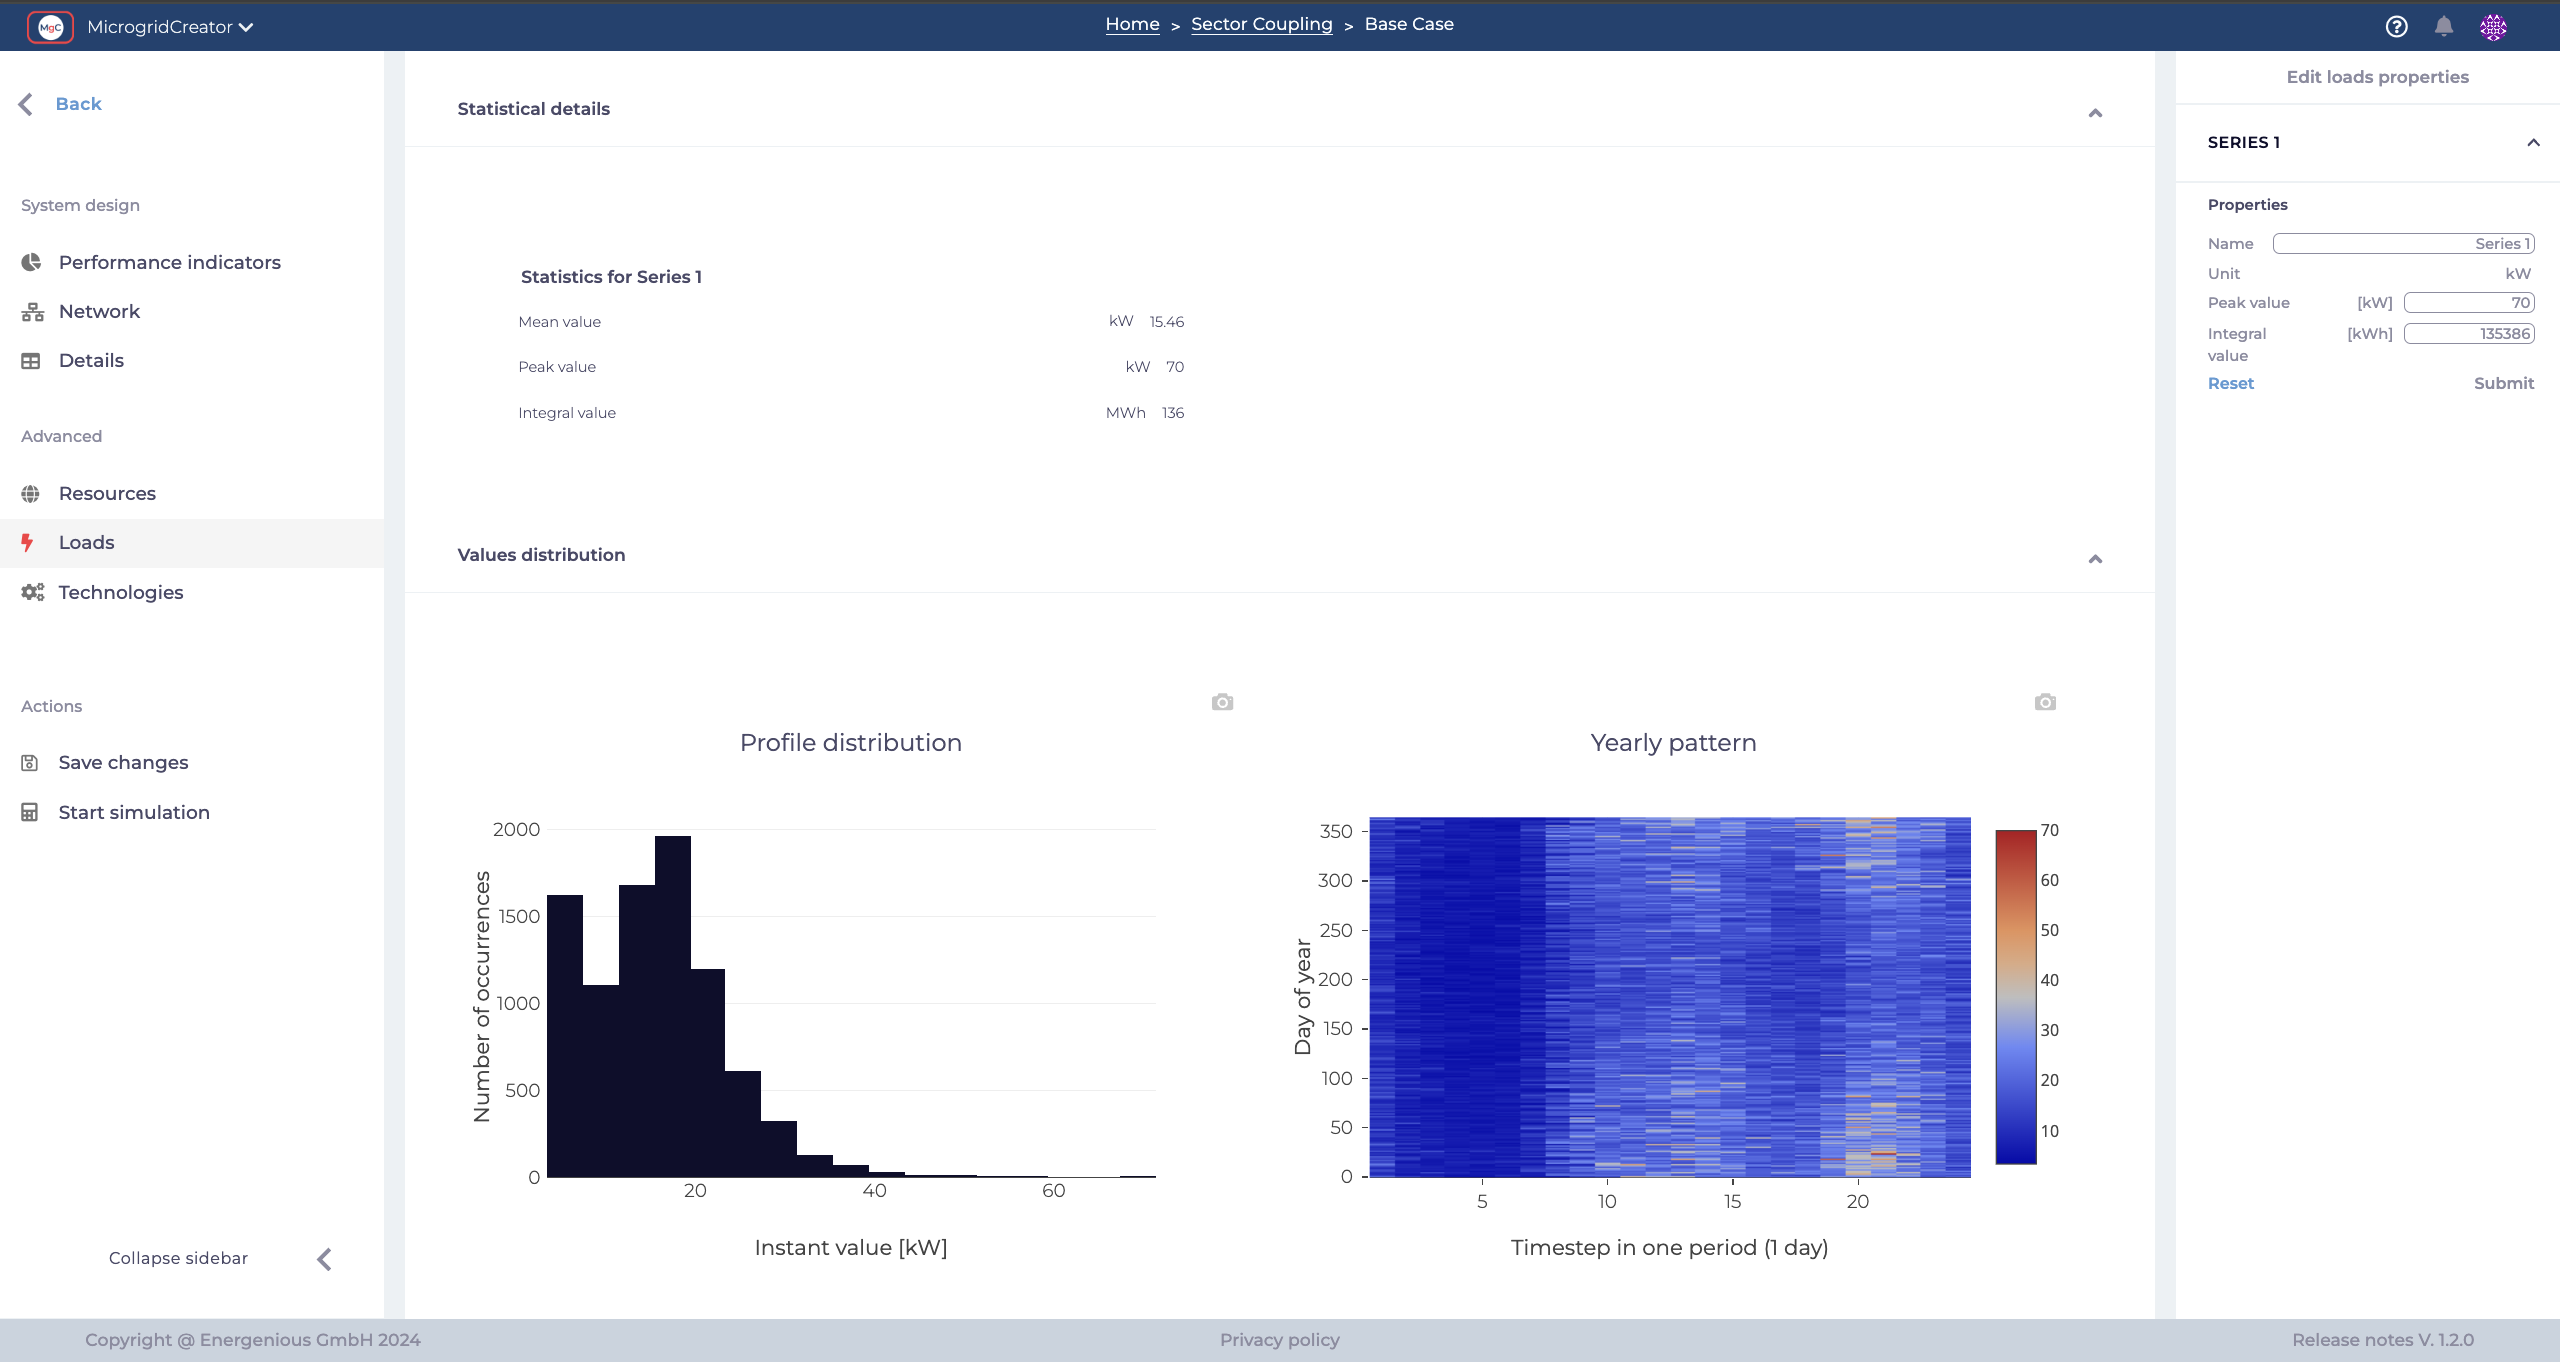 MgC MicrogridCreator
Home > Sector Coupling > Base Case
Back
System design
Performance indicators
Network
Details
Advanced
Resources
Loads
Technologies
Actions
Save changes
Start simulation
Collapse sidebar
Statistical details
Statistics for Series 1
Mean value kW 15.46
Peak value kW 70
Integral value MWh 136
Values distribution
Profile distribution
Number of occurrences
2000
1500
1000
500
0
20 40 60
Instant value [kW]
Yearly pattern
Day of year
350
300
250
200
150
100
50
0
5 10 15 20
Timestep in one period (1 day)
70
60
50
40
30
20
10
Edit loads properties
SERIES 1
Properties
Name Series 1
Unit kW
Peak value [kW] 70
Integral [kWh] 135386
value
Reset Submit
Copyright @ Energenious GmbH 2024
Privacy policy
Release notes V. 1.2.0